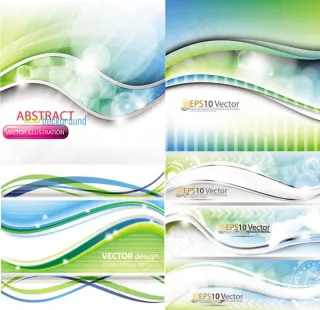 ABSTRACT
background
VECTOR ILLUSTRATION
EPS10 Vector
EPS10 Vector
EPS10 Vector
VECTOR design
EPS10 Vector